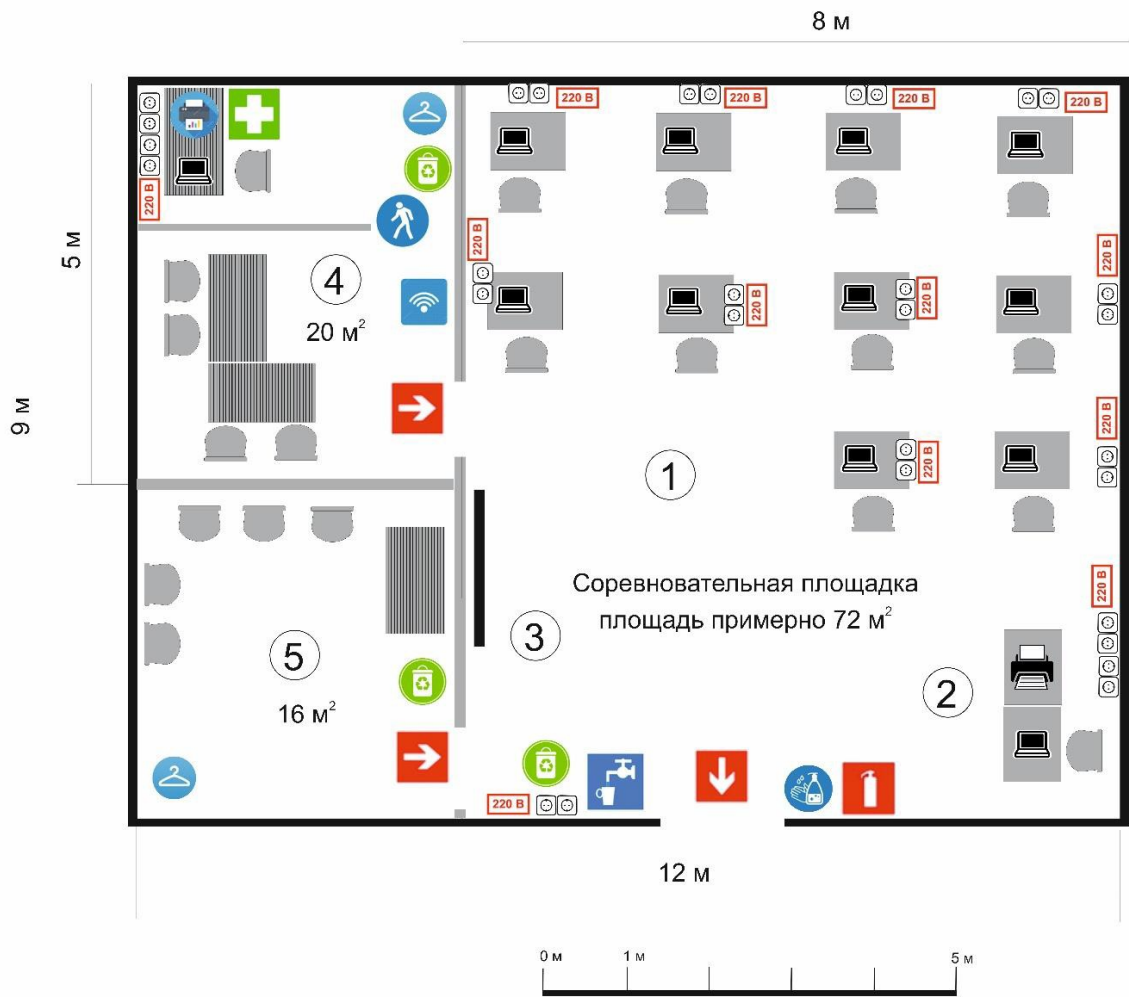 8 м
220 В
220 В
220 В
220 В
220 В
220 В
220 В
5 м
4
220 В
220 В
20 м²
9 м
220 В
220 В
1
Соревновательная площадка
220 В
площадь примерно 72 м²
3
5
2
16 м²
220 В
12 м
0 м 1 м 5 м